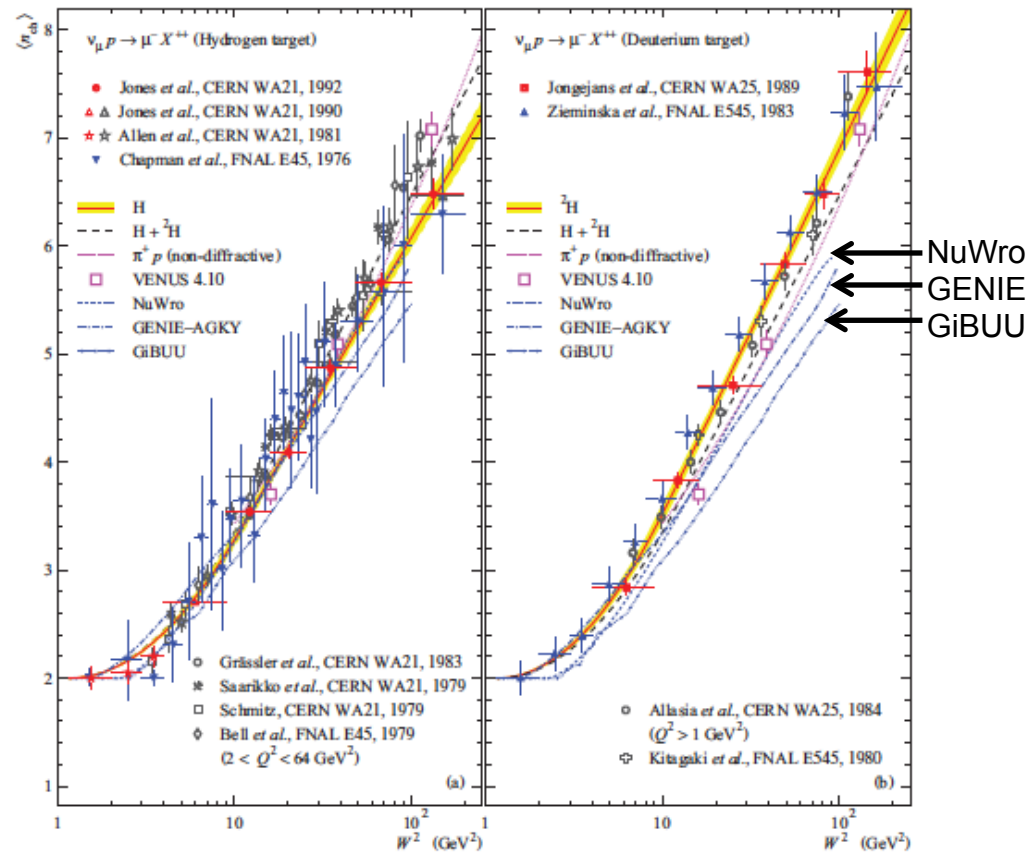 ⟨n_ch⟩
8
7
6
5
4
3
2
1
ν_μ p → μ⁻ X⁺⁺ (Hydrogen target)
Jones et al., CERN WA21, 1992
Jones et al., CERN WA21, 1990
Allen et al., CERN WA21, 1981
Chapman et al., FNAL E45, 1976
H
H + ²H
π⁺ p (non-diffractive)
VENUS 4.10
NuWro
GENIE–AGKY
GiBUU
Grässler et al., CERN WA21, 1983
Saarikko et al., CERN WA21, 1979
Schmitz, CERN WA21, 1979
Bell et al., FNAL E45, 1979
(2 < Q² < 64 GeV²)
(a)
1 10 10²
W² (GeV²)
ν_μ p → μ⁻ X⁺⁺ (Deuterium target)
Jongejans et al., CERN WA25, 1989
Zieminska et al., FNAL E545, 1983
²H
H + ²H
π⁺ p (non-diffractive)
VENUS 4.10
NuWro
GENIE–AGKY
GiBUU
Allasia et al., CERN WA25, 1984
(Q² > 1 GeV²)
Kitagaki et al., FNAL E545, 1980
(b)
1 10 10²
W² (GeV²)
NuWro
GENIE
GiBUU